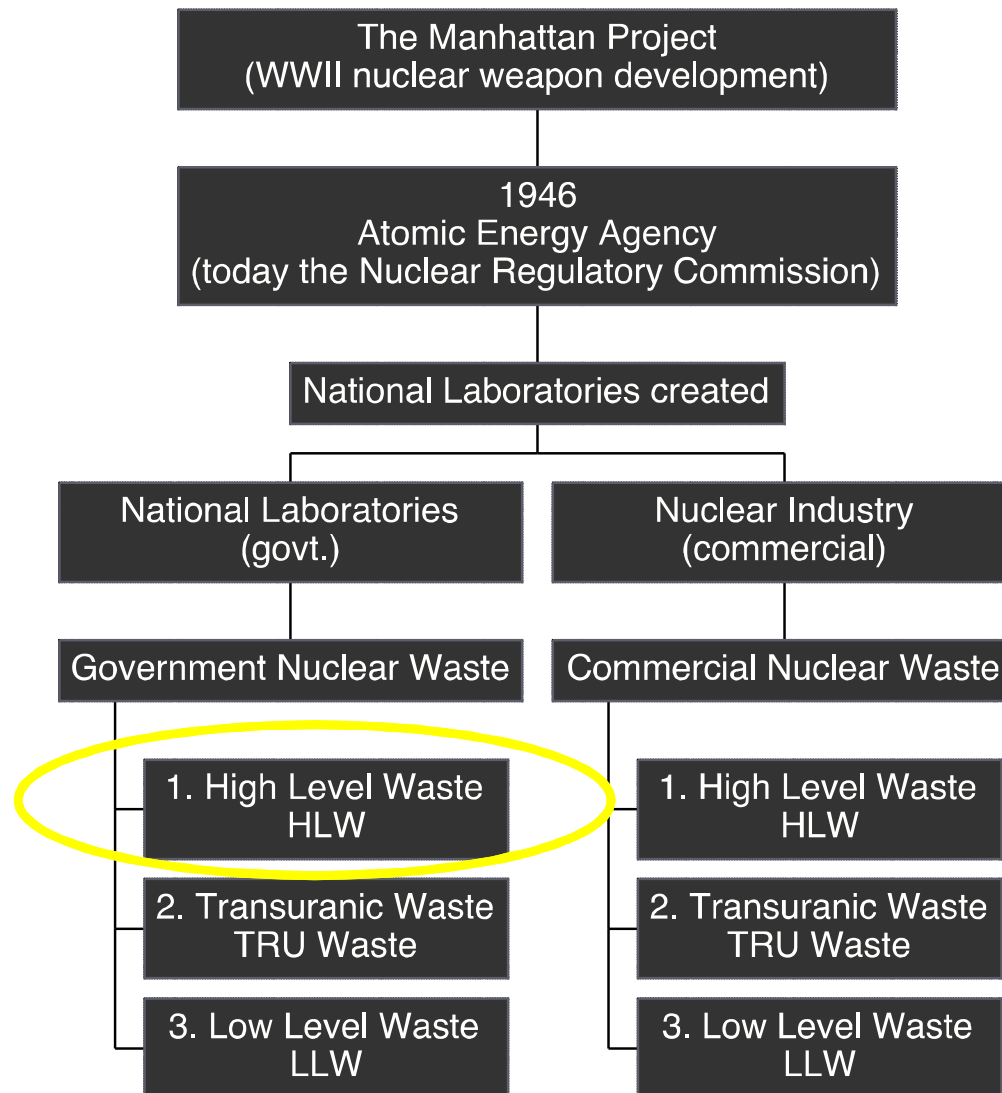 The Manhattan Project
(WWII nuclear weapon development)
1946
Atomic Energy Agency
(today the Nuclear Regulatory Commission)
National Laboratories created
National Laboratories
(govt.)
Nuclear Industry
(commercial)
Government Nuclear Waste
Commercial Nuclear Waste
1. High Level Waste
HLW
2. Transuranic Waste
TRU Waste
3. Low Level Waste
LLW
1. High Level Waste
HLW
2. Transuranic Waste
TRU Waste
3. Low Level Waste
LLW